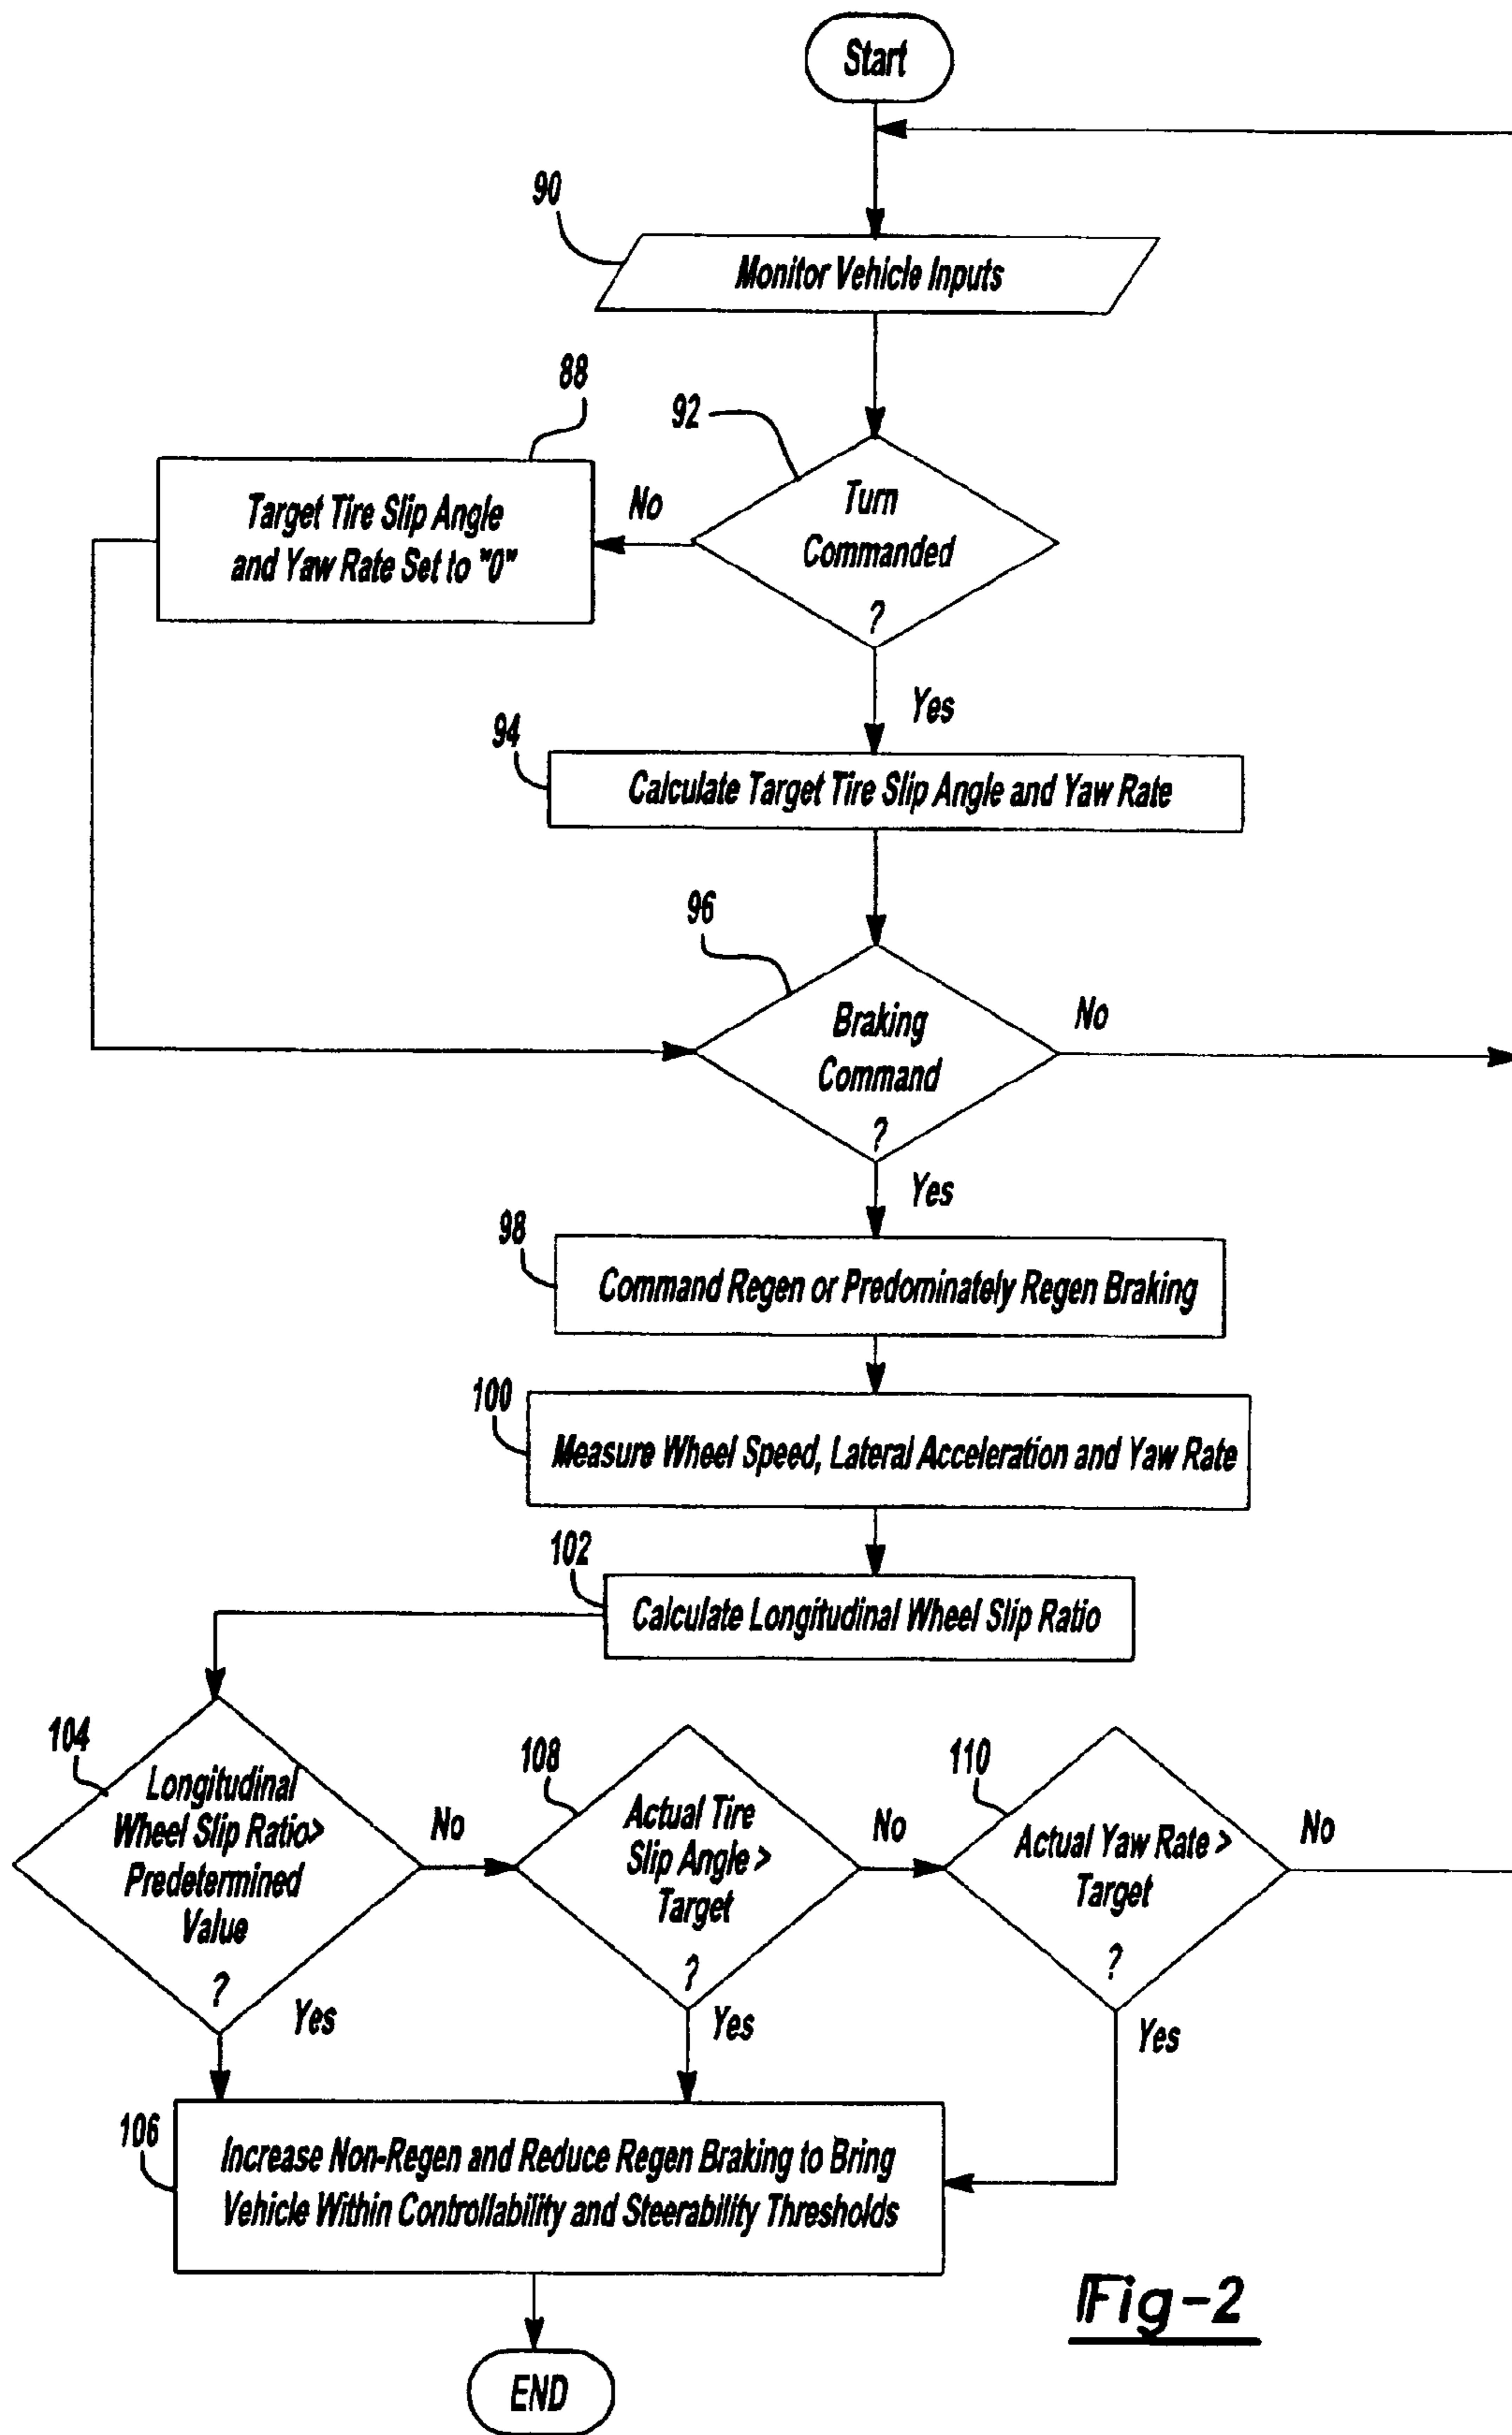 Start
90
Monitor Vehicle Inputs
88
92
Target Tire Slip Angle
and Yaw Rate Set to "0"
No
Turn
Commanded
?
Yes
94
Calculate Target Tire Slip Angle and Yaw Rate
96
Braking
Command
?
No
Yes
98
Command Regen or Predominately Regen Braking
100
Measure Wheel Speed, Lateral Acceleration and Yaw Rate
102
Calculate Longitudinal Wheel Slip Ratio
104
Longitudinal
Wheel Slip Ratio>
Predetermined
Value
?
No
Yes
108
Actual Tire
Slip Angle >
Target
?
No
Yes
110
Actual Yaw Rate >
Target
?
No
Yes
106
Increase Non-Regen and Reduce Regen Braking to Bring
Vehicle Within Controllability and Steerability Thresholds
END
Fig-2